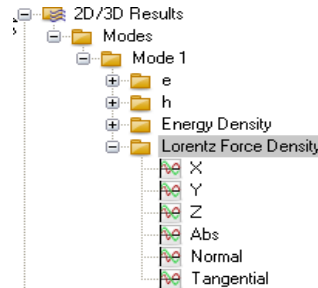 2D/3D Results
Modes
Mode 1
e
h
Energy Density
Lorentz Force Density
X
Y
Z
Abs
Normal
Tangential